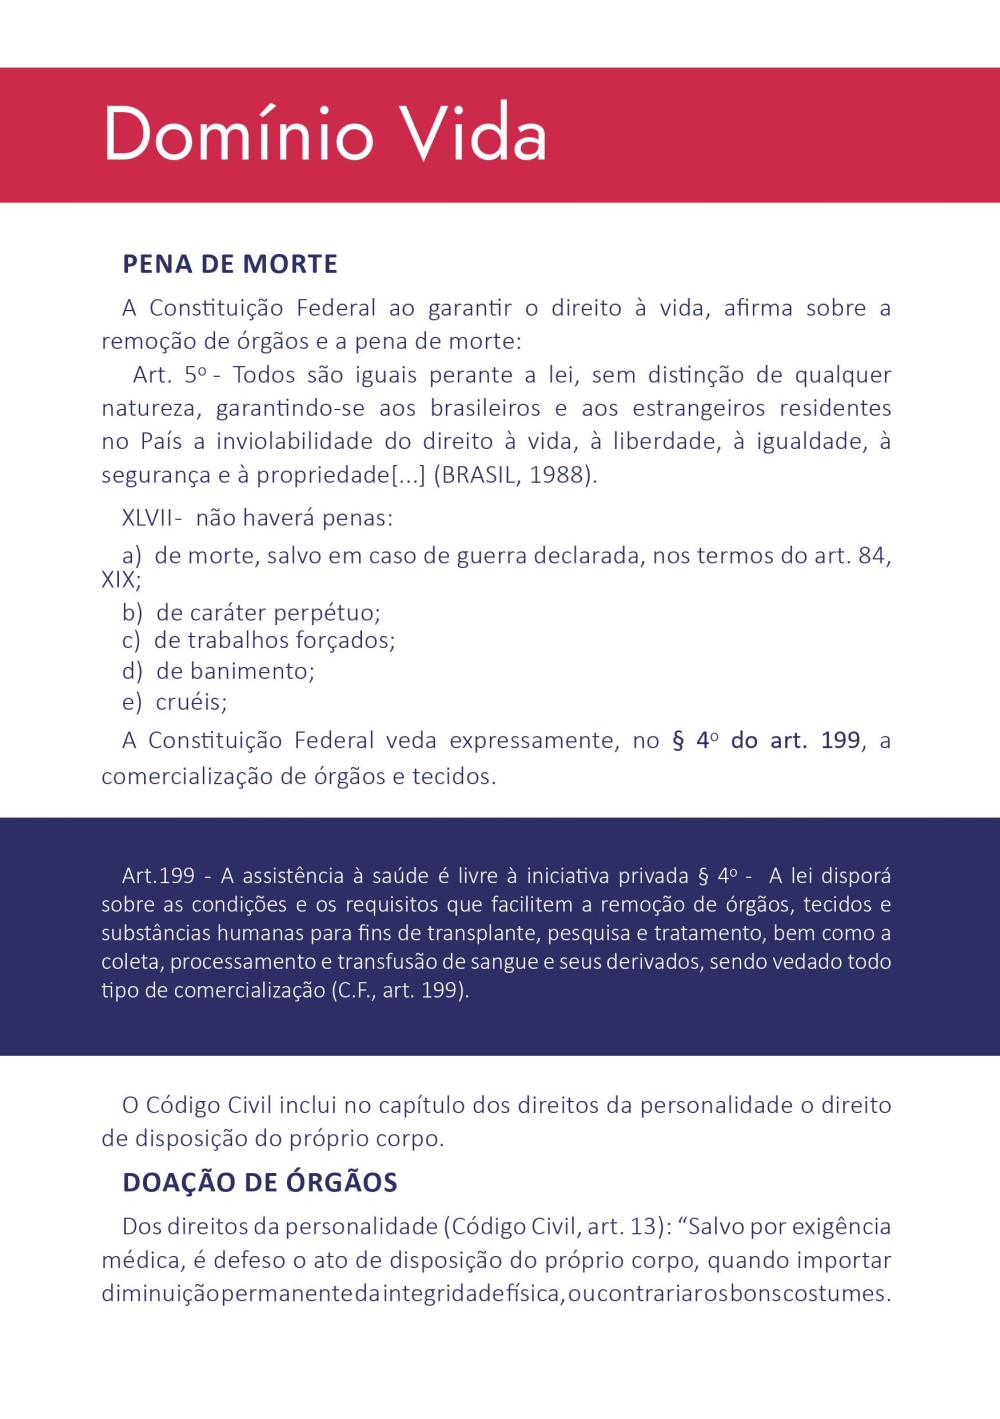 Domínio Vida
PENA DE MORTE
A Constituição Federal ao garantir o direito à vida, afirma sobre a
remoção de órgãos e a pena de morte:
Art. 5º - Todos são iguais perante a lei, sem distinção de qualquer
natureza, garantindo-se aos brasileiros e aos estrangeiros residentes
no País a inviolabilidade do direito à vida, à liberdade, à igualdade, à
segurança e à propriedade[...] (BRASIL, 1988).
XLVII- não haverá penas:
a) de morte, salvo em caso de guerra declarada, nos termos do art. 84,
XIX;
b) de caráter perpétuo;
c) de trabalhos forçados;
d) de banimento;
e) cruéis;
A Constituição Federal veda expressamente, no § 4º do art. 199, a
comercialização de órgãos e tecidos.
Art.199 - A assistência à saúde é livre à iniciativa privada § 4º - A lei disporá
sobre as condições e os requisitos que facilitem a remoção de órgãos, tecidos e
substâncias humanas para fins de transplante, pesquisa e tratamento, bem como a
coleta, processamento e transfusão de sangue e seus derivados, sendo vedado todo
tipo de comercialização (C.F., art. 199).
O Código Civil inclui no capítulo dos direitos da personalidade o direito
de disposição do próprio corpo.
DOAÇÃO DE ÓRGÃOS
Dos direitos da personalidade (Código Civil, art. 13): “Salvo por exigência
médica, é defeso o ato de disposição do próprio corpo, quando importar
diminuição permanente da integridade física, ou contrariar os bons costumes.